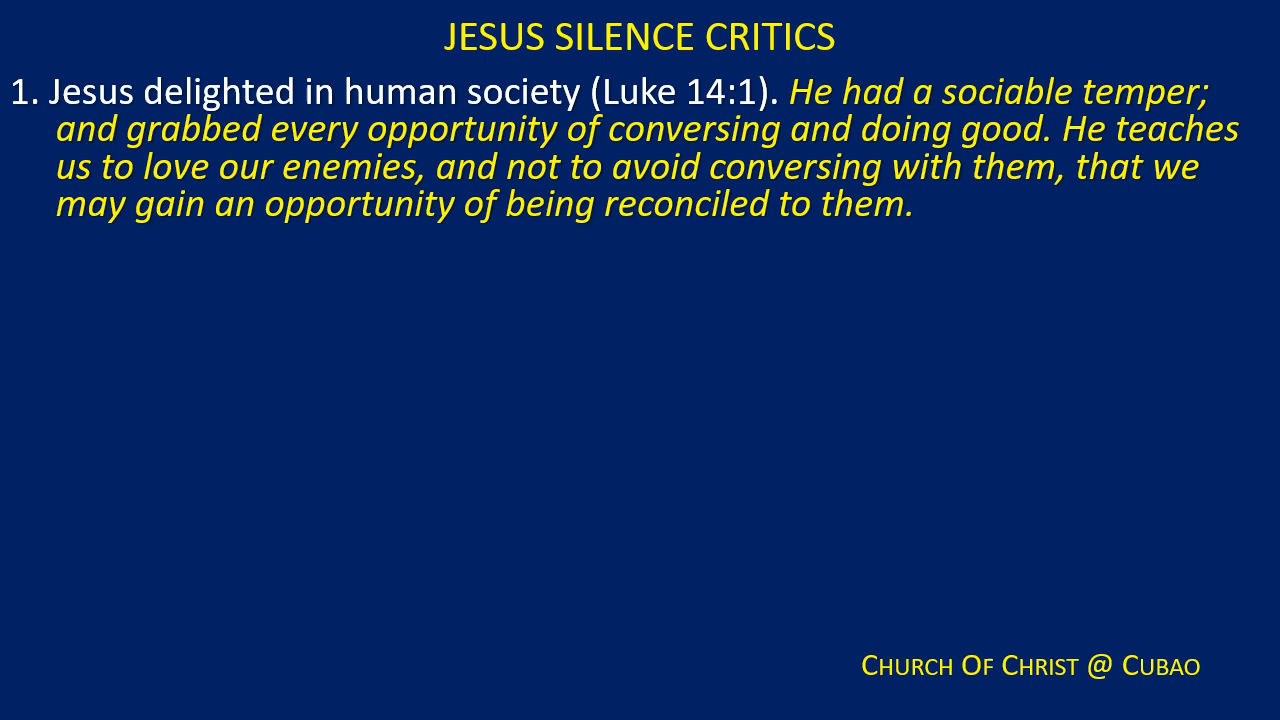 JESUS SILENCE CRITICS
1. Jesus delighted in human society (Luke 14:1). He had a sociable temper;
and grabbed every opportunity of conversing and doing good. He teaches
us to love our enemies, and not to avoid conversing with them, that we
may gain an opportunity of being reconciled to them.
CHURCH OF CHRIST @ CUBAO